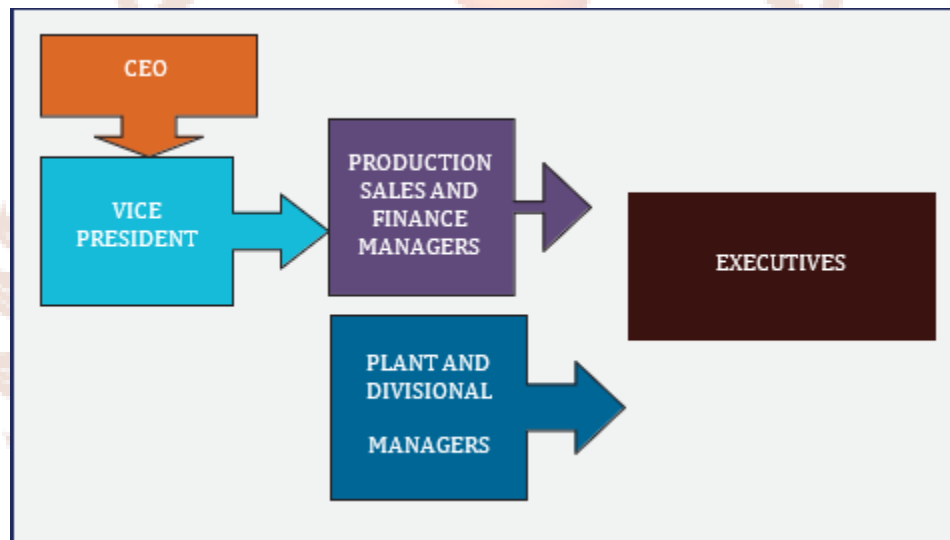 CEO
VICE
PRESIDENT
PRODUCTION
SALES AND
FINANCE
MANAGERS
EXECUTIVES
PLANT AND
DIVISIONAL
MANAGERS